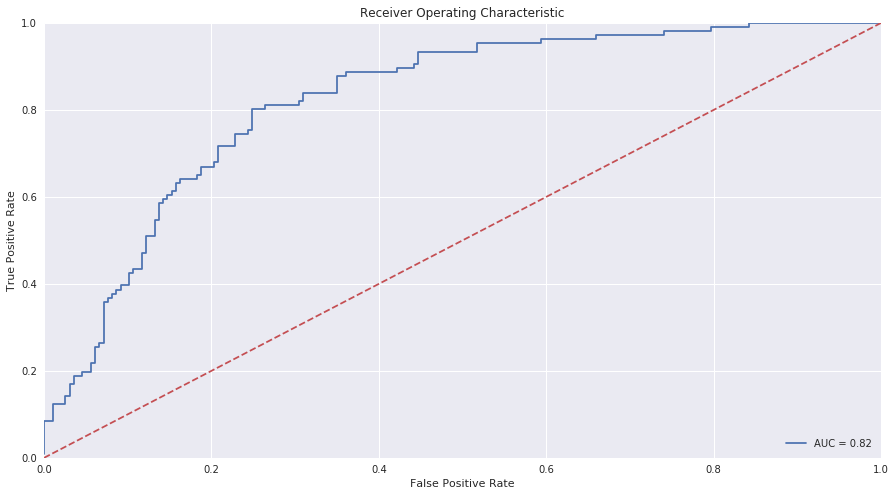 Receiver Operating Characteristic
1.0
0.8
0.6
0.4
0.2
0.0
True Positive Rate
AUC = 0.82
0.0 0.2 0.4 0.6 0.8 1.0
False Positive Rate